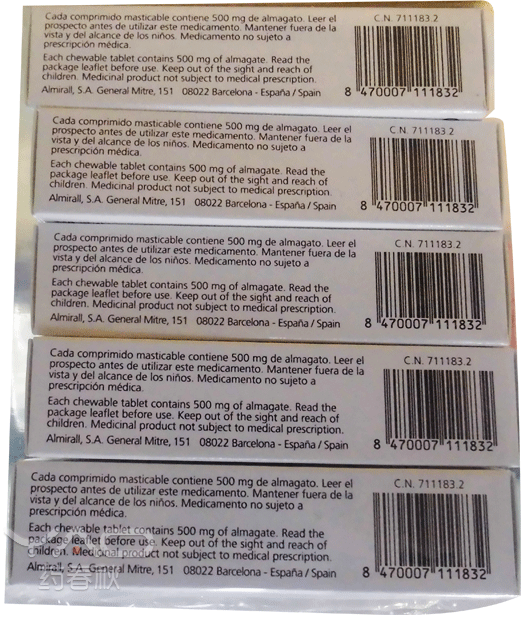 Cada comprimido masticable contiene 500 mg de almagato. Leer el
prospecto antes de utilizar este medicamento. Mantener fuera de la
vista y del alcance de los niños. Medicamento no sujeto a
prescripción médica.
Each chewable tablet contains 500 mg of almagate. Read the
package leaflet before use. Keep out of the sight and reach of
children. Medicinal product not subject to medical prescription.
Almirall, S.A. General Mitre, 151 08022 Barcelona - España / Spain
C.N. 711183.2
8 470007 111832
Cada comprimido masticable contiene 500 mg de almagato. Leer el
prospecto antes de utilizar este medicamento. Mantener fuera de la
vista y del alcance de los niños. Medicamento no sujeto a
prescripción médica.
Each chewable tablet contains 500 mg of almagate. Read the
package leaflet before use. Keep out of the sight and reach of
children. Medicinal product not subject to medical prescription.
Almirall, S.A. General Mitre, 151 08022 Barcelona - España / Spain
C.N. 711183.2
8 470007 111832
Cada comprimido masticable contiene 500 mg de almagato. Leer el
prospecto antes de utilizar este medicamento. Mantener fuera de la
vista y del alcance de los niños. Medicamento no sujeto a
prescripción médica.
Each chewable tablet contains 500 mg of almagate. Read the
package leaflet before use. Keep out of the sight and reach of
children. Medicinal product not subject to medical prescription.
Almirall, S.A. General Mitre, 151 08022 Barcelona - España / Spain
C.N. 711183.2
8 470007 111832
Cada comprimido masticable contiene 500 mg de almagato. Leer el
prospecto antes de utilizar este medicamento. Mantener fuera de la
vista y del alcance de los niños. Medicamento no sujeto a
prescripción médica.
Each chewable tablet contains 500 mg of almagate. Read the
package leaflet before use. Keep out of the sight and reach of
children. Medicinal product not subject to medical prescription.
Almirall, S.A. General Mitre, 151 08022 Barcelona - España / Spain
C.N. 711183.2
8 470007 111832
Cada comprimido masticable contiene 500 mg de almagato. Leer el
prospecto antes de utilizar este medicamento. Mantener fuera de la
vista y del alcance de los niños. Medicamento no sujeto a
prescripción médica.
Each chewable tablet contains 500 mg of almagate. Read the
package leaflet before use. Keep out of the sight and reach of
children. Medicinal product not subject to medical prescription.
Almirall, S.A. General Mitre, 151 08022 Barcelona - España / Spain
C.N. 711183.2
8 470007 111832
药春秋